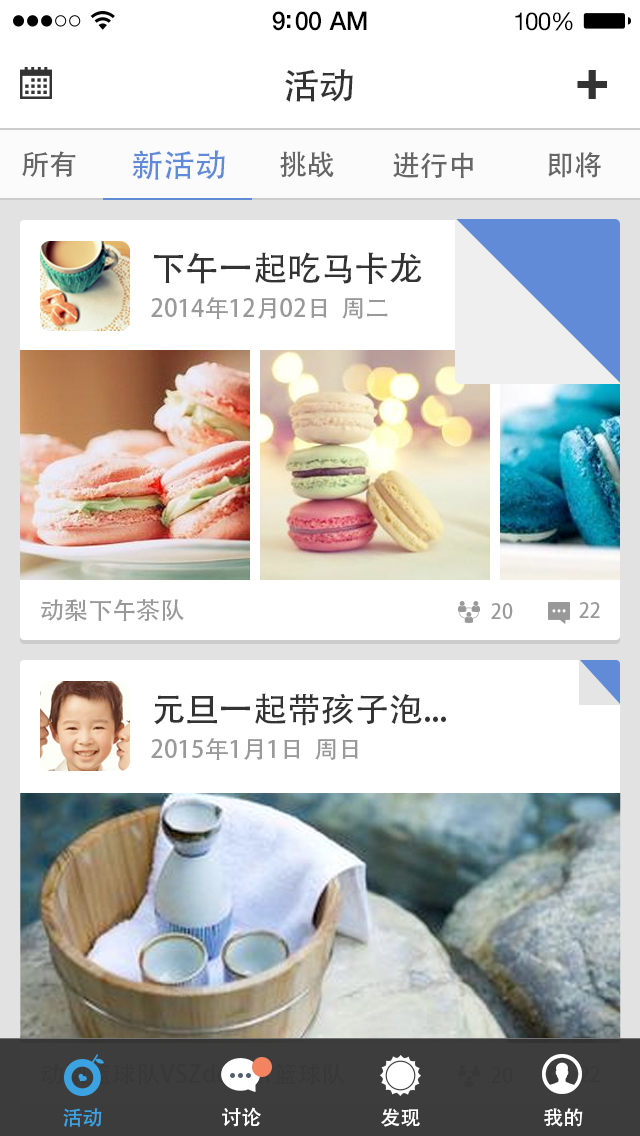 9:00 AM 100%
活动
所有 新活动 挑战 进行中 即将
下午一起吃马卡龙
2014年12月02日 周二
动梨下午茶队 20 22
元旦一起带孩子泡...
2015年1月1日 周日
活动 讨论 发现 我的